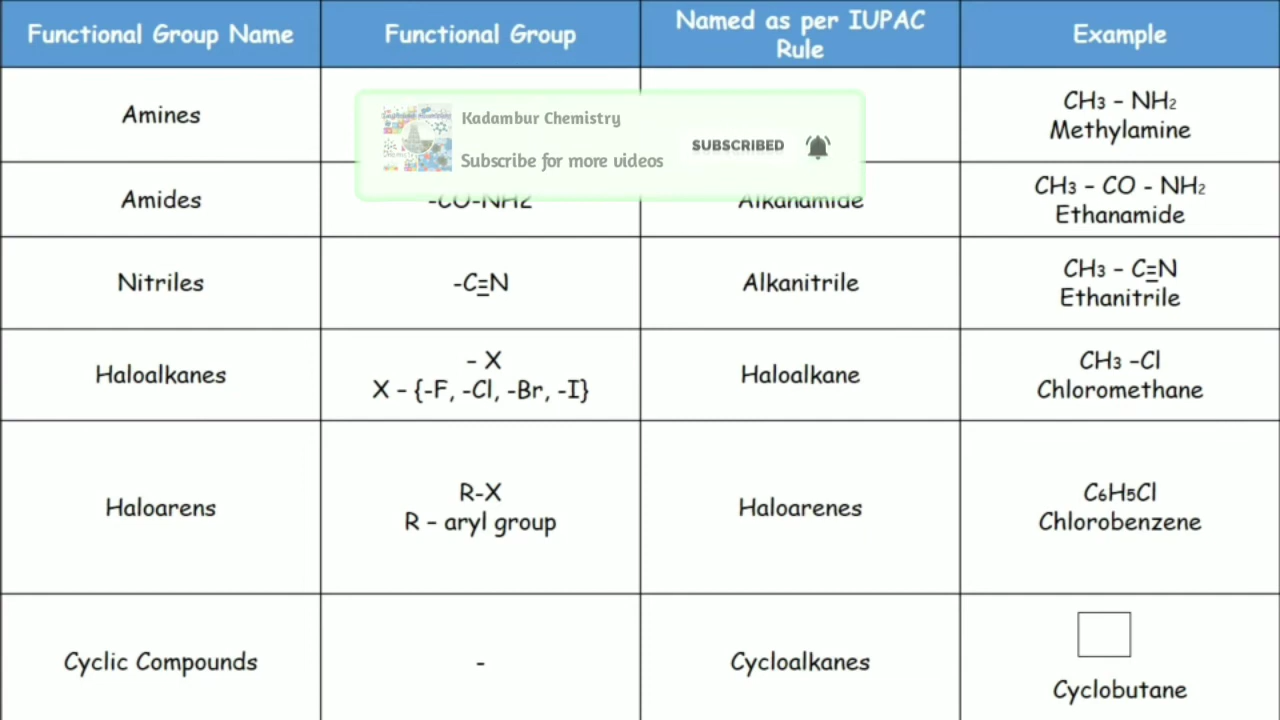 Functional Group Name
Functional Group
Named as per IUPAC
Rule
Example
Amines
CH₃ – NH₂
Methylamine
Kadambur Chemistry
Subscribe for more videos
SUBSCRIBED
Amides
-CO-NH2
Alkanamide
CH₃ – CO - NH₂
Ethanamide
Nitriles
-C≡N
Alkanitrile
CH₃ – C≡N
Ethanitrile
Haloalkanes
– X
X – {-F, -Cl, -Br, -I}
Haloalkane
CH₃ –Cl
Chloromethane
Haloarens
R-X
R – aryl group
Haloarenes
C₆H₅Cl
Chlorobenzene
Cyclic Compounds
-
Cycloalkanes
Cyclobutane